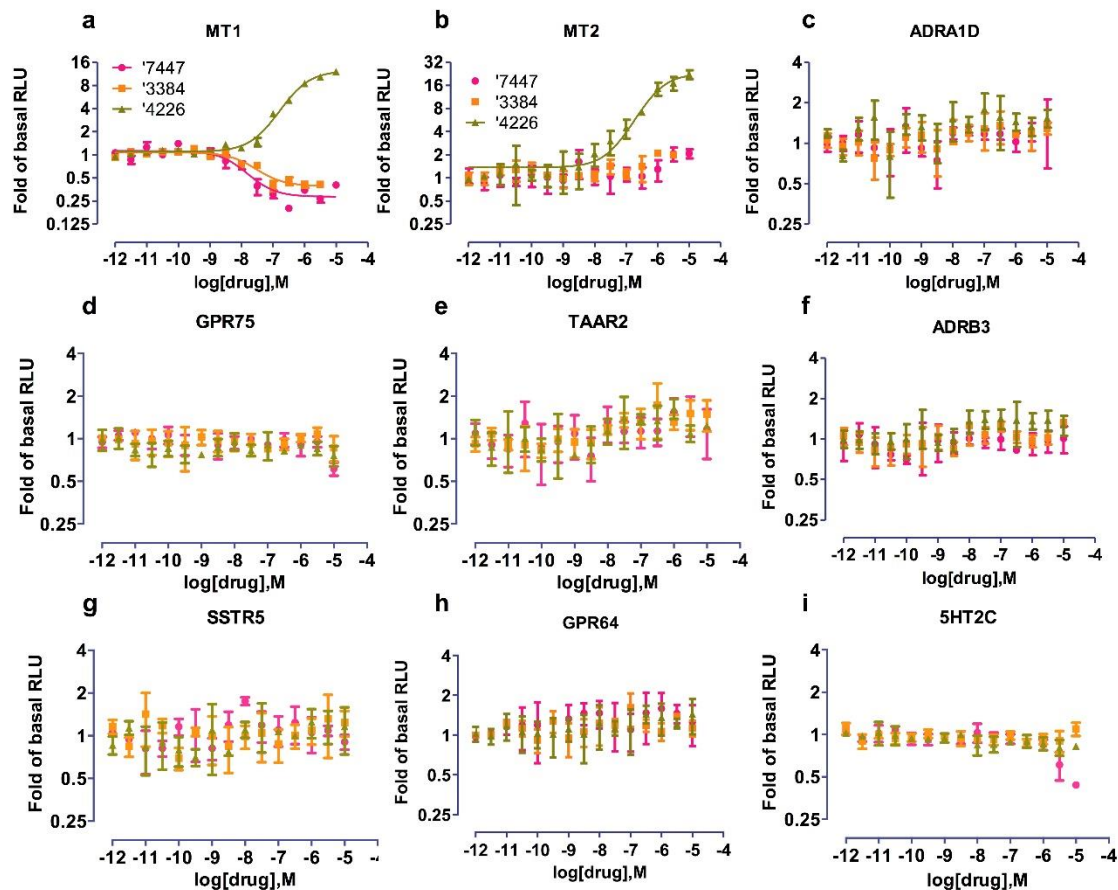 a
MT1
Fold of basal RLU
16
8
4
2
1
0.5
0.25
0.125
'7447
'3384
'4226
-12 -11 -10 -9 -8 -7 -6 -5 -4
log[drug],M
b
MT2
Fold of basal RLU
32
16
8
4
2
1
0.5
0.25
'7447
'3384
'4226
-12 -11 -10 -9 -8 -7 -6 -5 -4
log[drug],M
c
ADRA1D
Fold of basal RLU
4
2
1
0.5
0.25
-12 -11 -10 -9 -8 -7 -6 -5 -4
log[drug],M
d
GPR75
Fold of basal RLU
4
2
1
0.5
0.25
-12 -11 -10 -9 -8 -7 -6 -5 -4
log[drug],M
e
TAAR2
Fold of basal RLU
4
2
1
0.5
0.25
-12 -11 -10 -9 -8 -7 -6 -5 -4
log[drug],M
f
ADRB3
Fold of basal RLU
4
2
1
0.5
0.25
-12 -11 -10 -9 -8 -7 -6 -5 -4
log[drug],M
g
SSTR5
Fold of basal RLU
4
2
1
0.5
0.25
-12 -11 -10 -9 -8 -7 -6 -5 -4
log[drug],M
h
GPR64
Fold of basal RLU
4
2
1
0.5
0.25
-12 -11 -10 -9 -8 -7 -6 -5 -4
log[drug],M
i
5HT2C
Fold of basal RLU
4
2
1
0.5
0.25
-12 -11 -10 -9 -8 -7 -6 -5 -4
log[drug],M